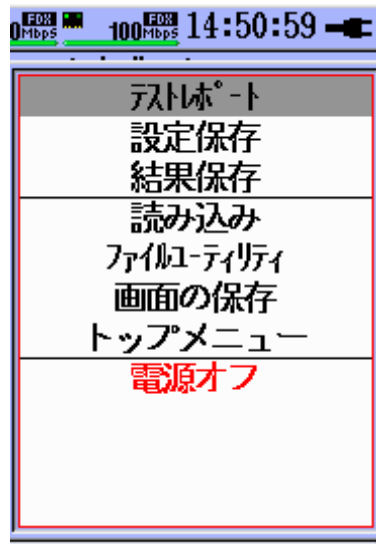 0 FDX Mbps 100 FDX Mbps 14:50:59
ﾃｽﾄﾚﾎﾟｰﾄ
設定保存
結果保存
読み込み
ﾌｧｲﾙﾕｰﾃｨﾘﾃｨ
画面の保存
トップメニュー
電源オフ